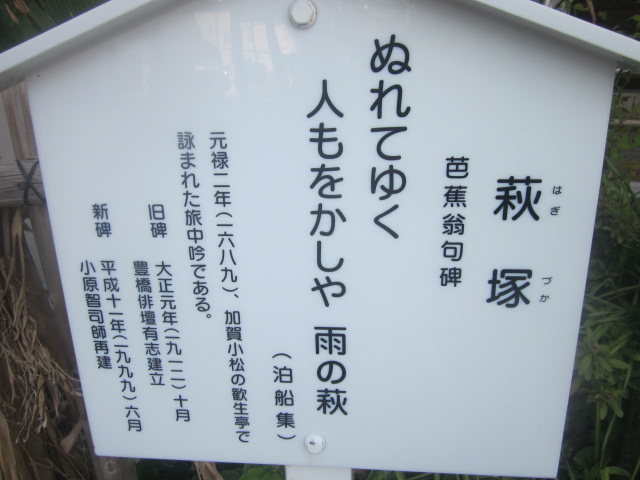 萩塚
はぎづか
芭蕉翁句碑
ぬれてゆく
人もをかしや 雨の萩
(泊船集)
元禄二年(一六八九)、加賀小松の歓生亭で
詠まれた旅中吟である。
旧碑 大正元年(一九一二)十月
豊橋俳壇有志建立
新碑 平成十一年(一九九九)六月
小原智司師再建